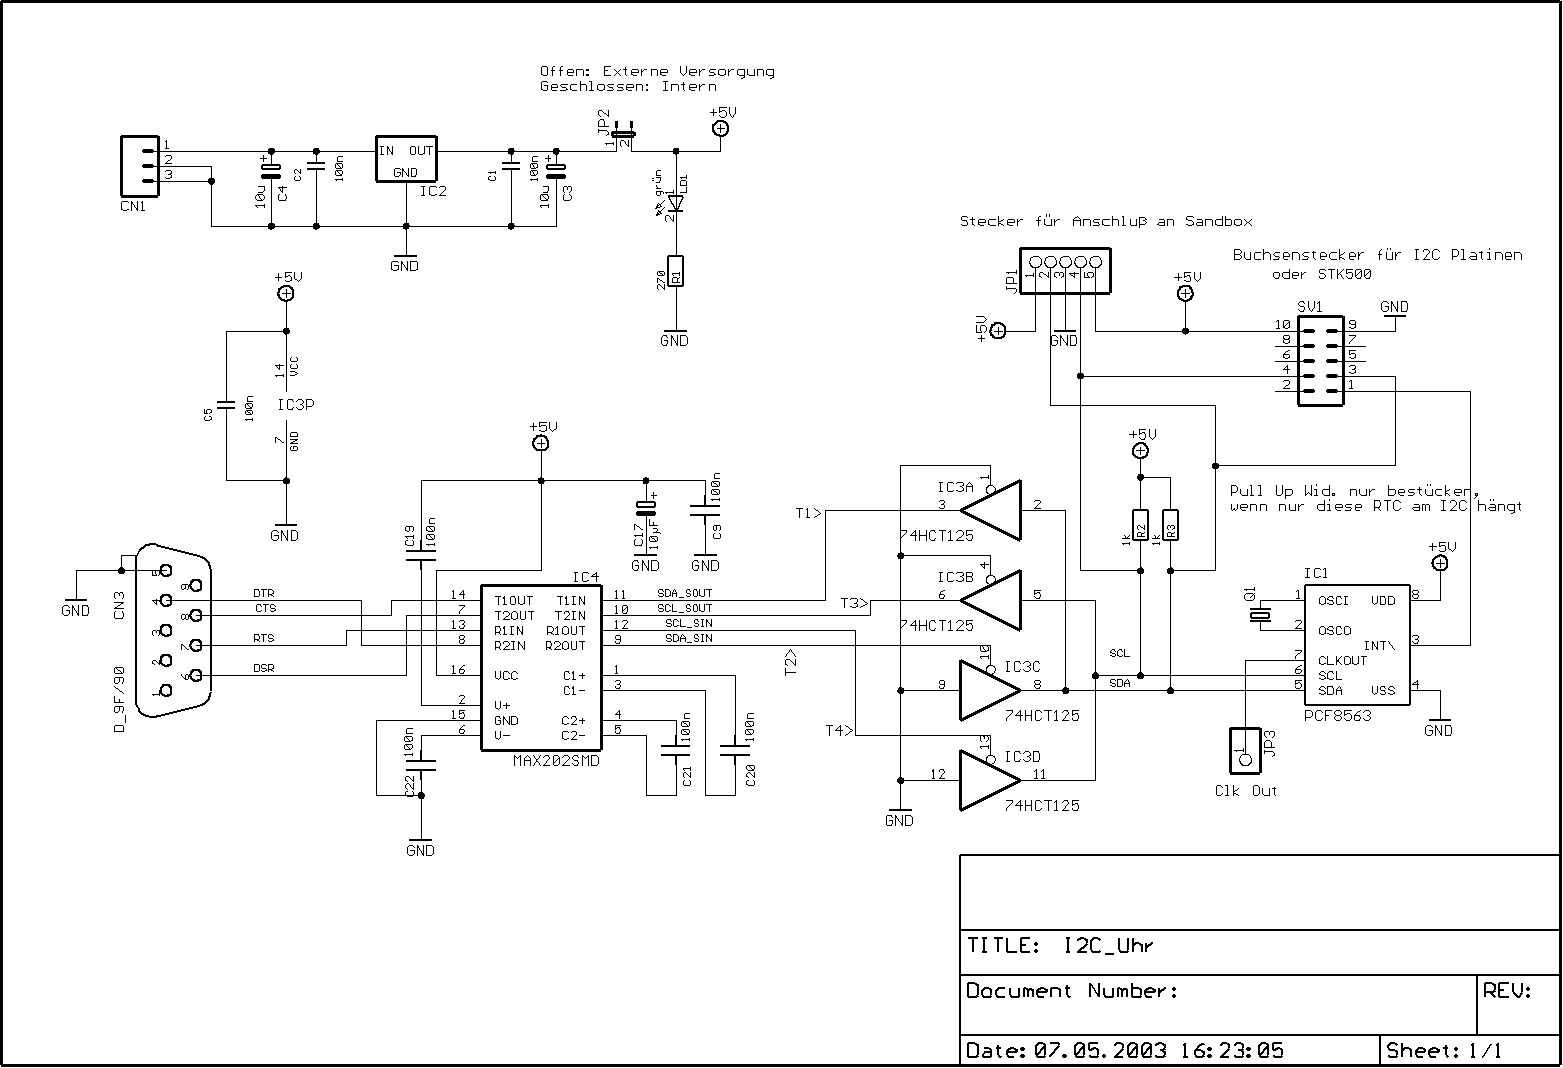 Offen: Externe Versorgung
Geschlossen: Intern
+5V
JP2
1
2
1
2
3
CN1
IN OUT
GND
IC2
+
10u
C4
C2
100n
C1
100n
+
10u
C3
grün
LD1
1
2
GND
270
R1
GND
+5V
14
VCC
IC3P
7
GND
C5
100n
GND
Stecker für Anschluß an Sandbox
JP1
1
2
3
4
5
+5V
GND
+5V
Buchsenstecker für I2C Platinen
oder STK500
SV1
GND
10 9
8 7
6 5
4 3
2 1
+5V
R2
1k
R3
1k
Pull Up Wid. nur bestücker,
wenn nur diese RTC am I2C hängt
+5V
C19
100n
+
C17
10µF
GND
C9
100n
GND
CN3
D_9F/90
5
9
4
8
3
7
2
6
1
GND
DTR
CTS
RTS
DSR
IC4
14 T1OUT T1IN 11
7 T2OUT T2IN 10
13 R1IN R1OUT 12
8 R2IN R2OUT 9
16 VCC C1+ 1
C1- 3
2 V+
15 GND C2+ 4
6 V- C2- 5
MAX202SMD
SDA_SOUT
SCL_SOUT
SCL_SIN
SDA_SIN
100n
C22
GND
100n
C21
100n
C20
T1>
T3>
T2>
T4>
IC3A
1
3 2
74HCT125
IC3B
4
6 5
74HCT125
IC3C
10
9 8
74HCT125
IC3D
13
12 11
74HCT125
GND
SCL
SDA
IC1
+5V
Q1
1 OSCI VDD 8
2 OSCO
INT\ 3
7 CLKOUT
6 SCL
5 SDA VSS 4
PCF8563
GND
1
JP3
Clk Out
TITLE: I2C_Uhr
Document Number:
REV:
Date: 07.05.2003 16:23:05
Sheet: 1/1